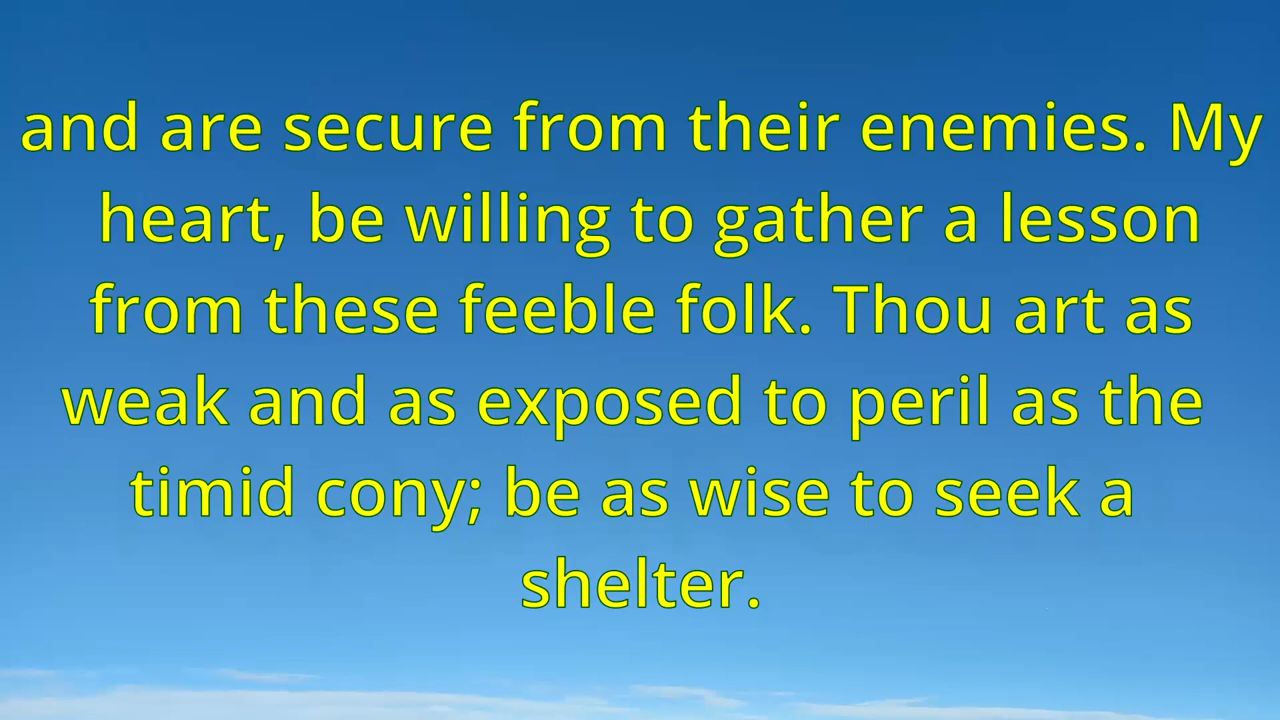 and are secure from their enemies. My
heart, be willing to gather a lesson
from these feeble folk. Thou art as
weak and as exposed to peril as the
timid cony; be as wise to seek a
shelter.